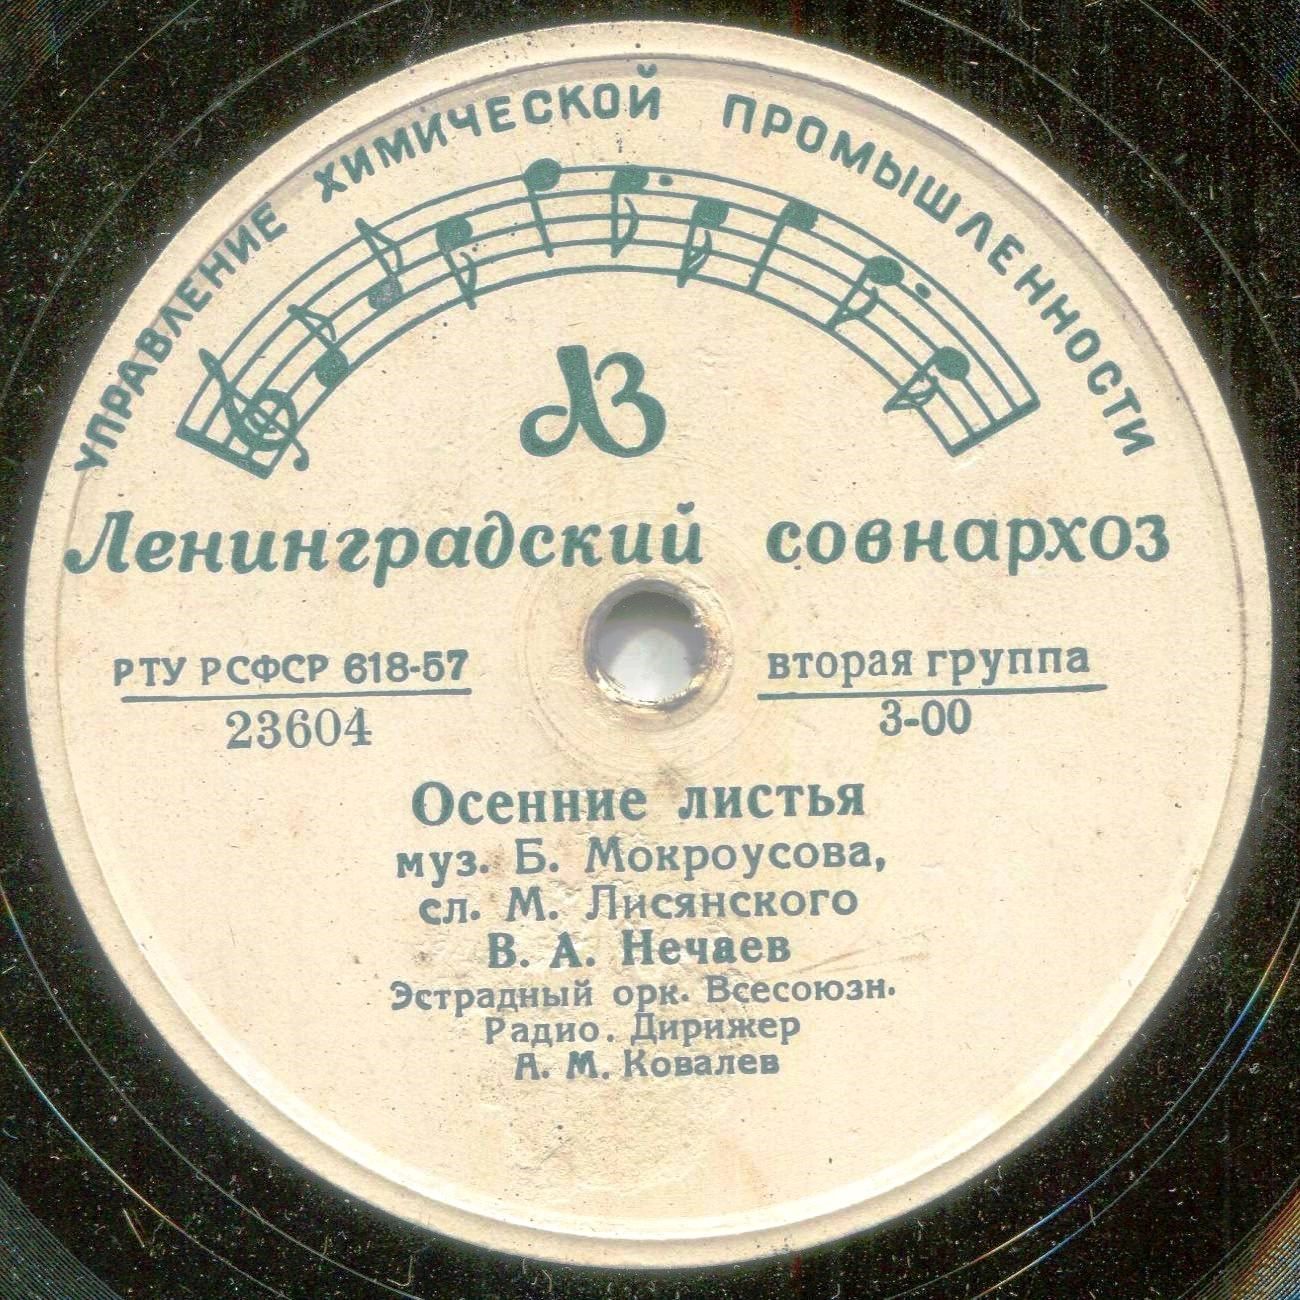 УПРАВЛЕНИЕ ХИМИЧЕСКОЙ ПРОМЫШЛЕННОСТИ
ЛЗ
Ленинградский совнархоз
РТУ РСФСР 618-57
23604
вторая группа
3-00
Осенние листья
муз. Б. Мокроусова,
сл. М. Лисянского
В. А. Нечаев
Эстрадный орк. Всесоюзн.
Радио. Дирижер
А. М. Ковалев